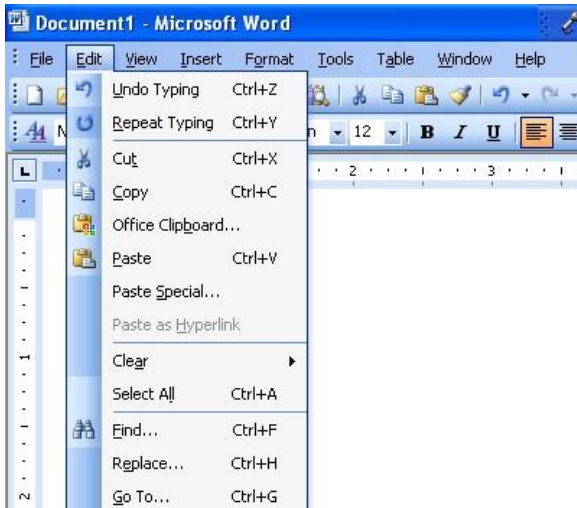 Document1 - Microsoft Word
File Edit View Insert Format Tools Table Window Help
12 B I U
L 2 3
Undo Typing Ctrl+Z
Repeat Typing Ctrl+Y
Cut Ctrl+X
Copy Ctrl+C
Office Clipboard...
Paste Ctrl+V
Paste Special...
Paste as Hyperlink
Clear
Select All Ctrl+A
Find... Ctrl+F
Replace... Ctrl+H
Go To... Ctrl+G
1
2